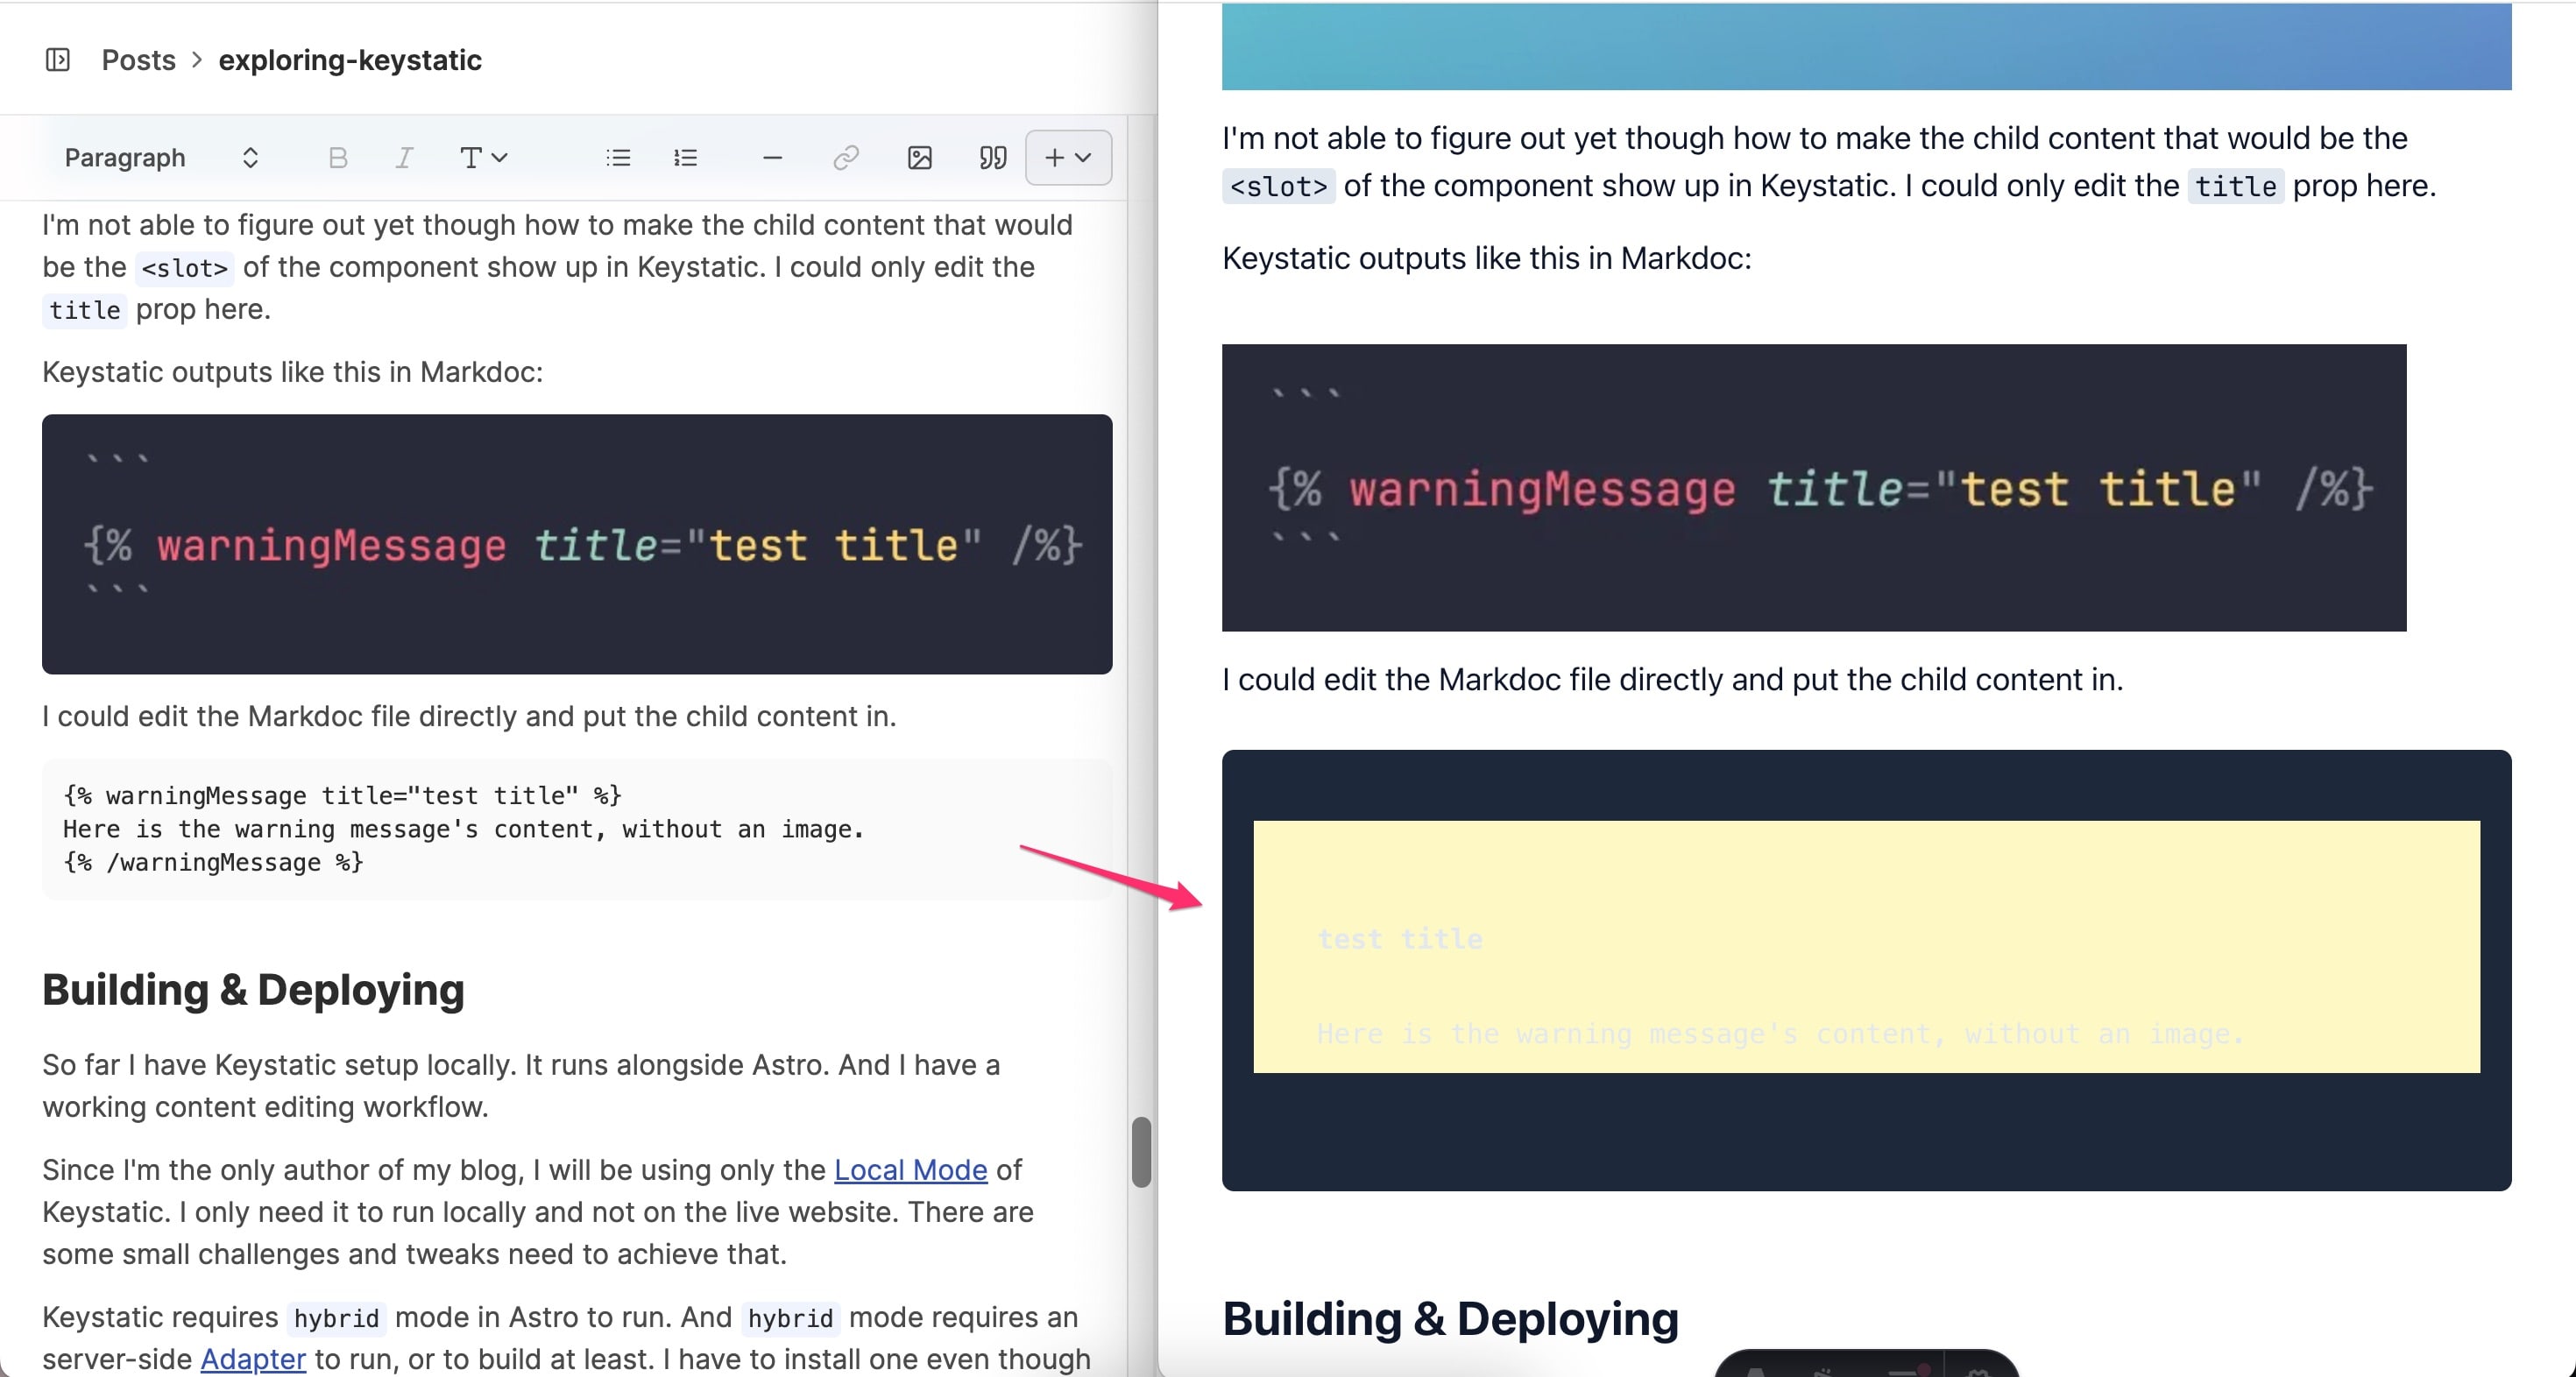 Posts > exploring-keystatic
Paragraph
B I T
I'm not able to figure out yet though how to make the child content that would
be the <slot> of the component show up in Keystatic. I could only edit the
title prop here.
Keystatic outputs like this in Markdoc:
```
{% warningMessage title="test title" /%}
```
I could edit the Markdoc file directly and put the child content in.
{% warningMessage title="test title" %}
Here is the warning message's content, without an image.
{% /warningMessage %}
Building & Deploying
So far I have Keystatic setup locally. It runs alongside Astro. And I have a
working content editing workflow.
Since I'm the only author of my blog, I will be using only the Local Mode of
Keystatic. I only need it to run locally and not on the live website. There are
some small challenges and tweaks need to achieve that.
Keystatic requires hybrid mode in Astro to run. And hybrid mode requires an
server-side Adapter to run, or to build at least. I have to install one even though
I'm not able to figure out yet though how to make the child content that would be the
<slot> of the component show up in Keystatic. I could only edit the title prop here.
Keystatic outputs like this in Markdoc:
```
{% warningMessage title="test title" /%}
```
I could edit the Markdoc file directly and put the child content in.
test title
Here is the warning message's content, without an image.
Building & Deploying